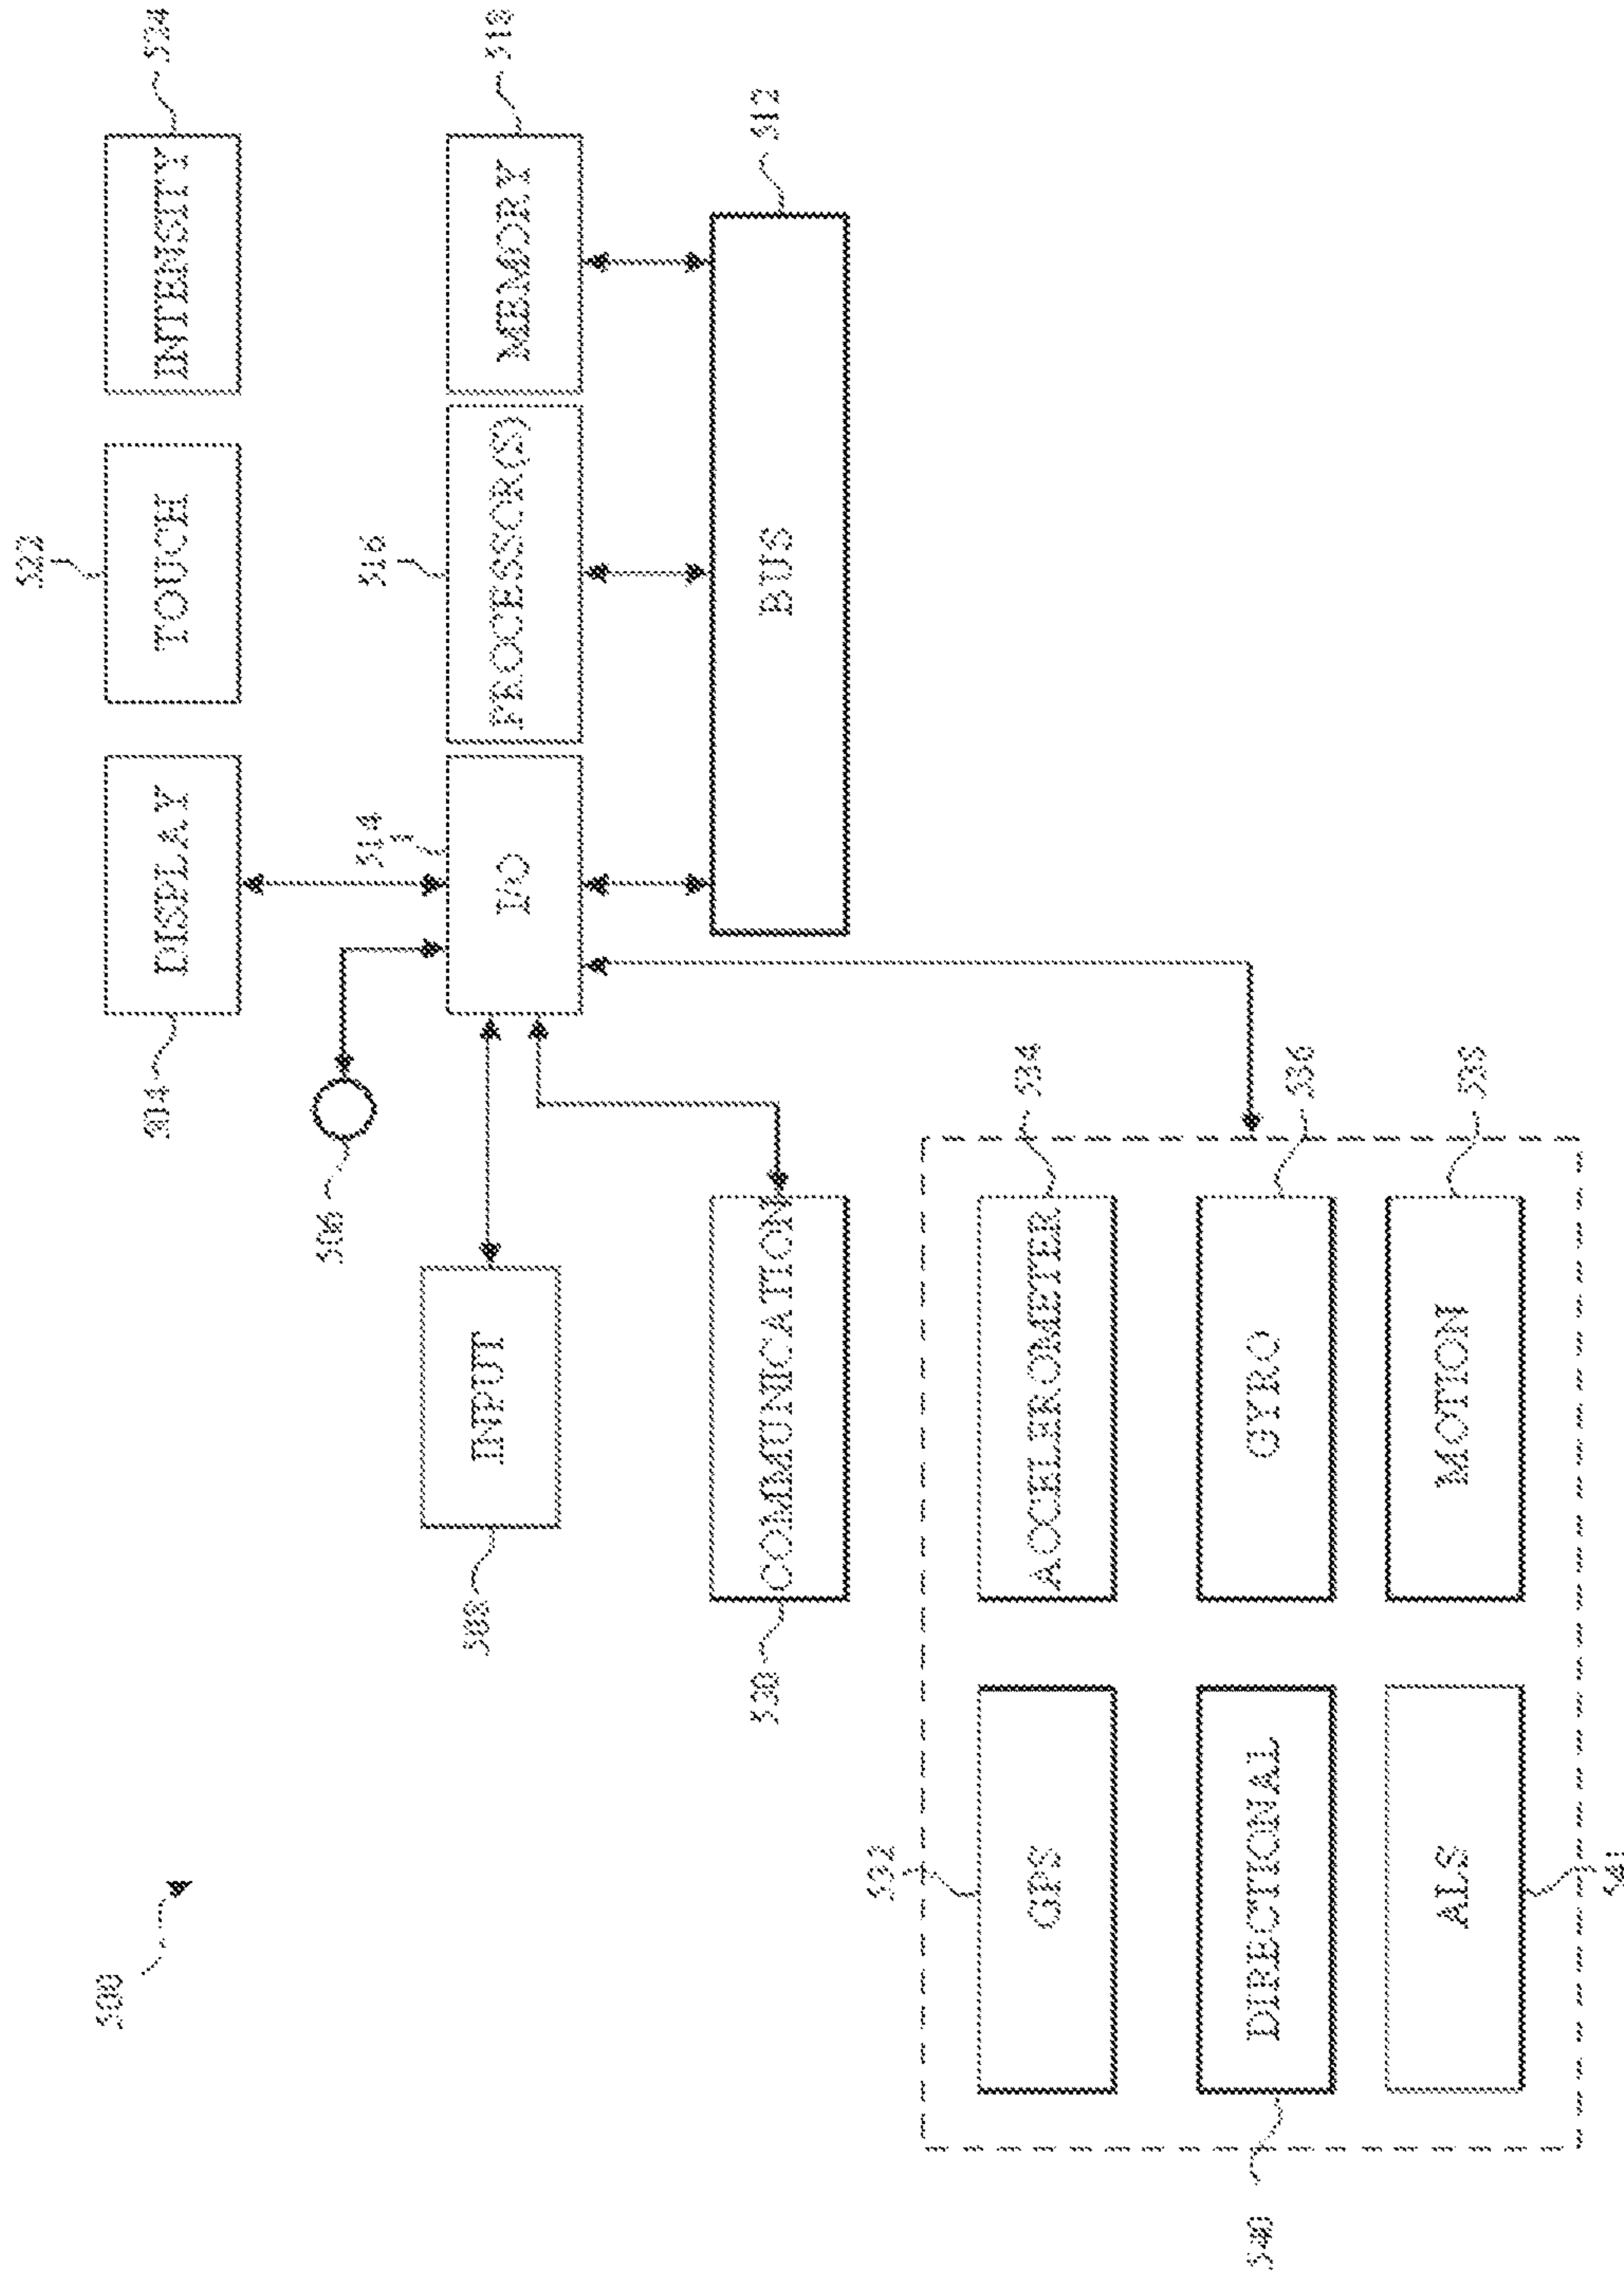 522
500
504
DISPLAY
TOUCH
INTENSITY
524
506
514
516
508
INPUT
I/O
PROCESSOR(S)
MEMORY
518
530
COMMUNICATION
BUS
512
532
GPS
ACCELEROMETER
534
540
DIRECTIONAL
GYRO
536
ALS
MOTION
538